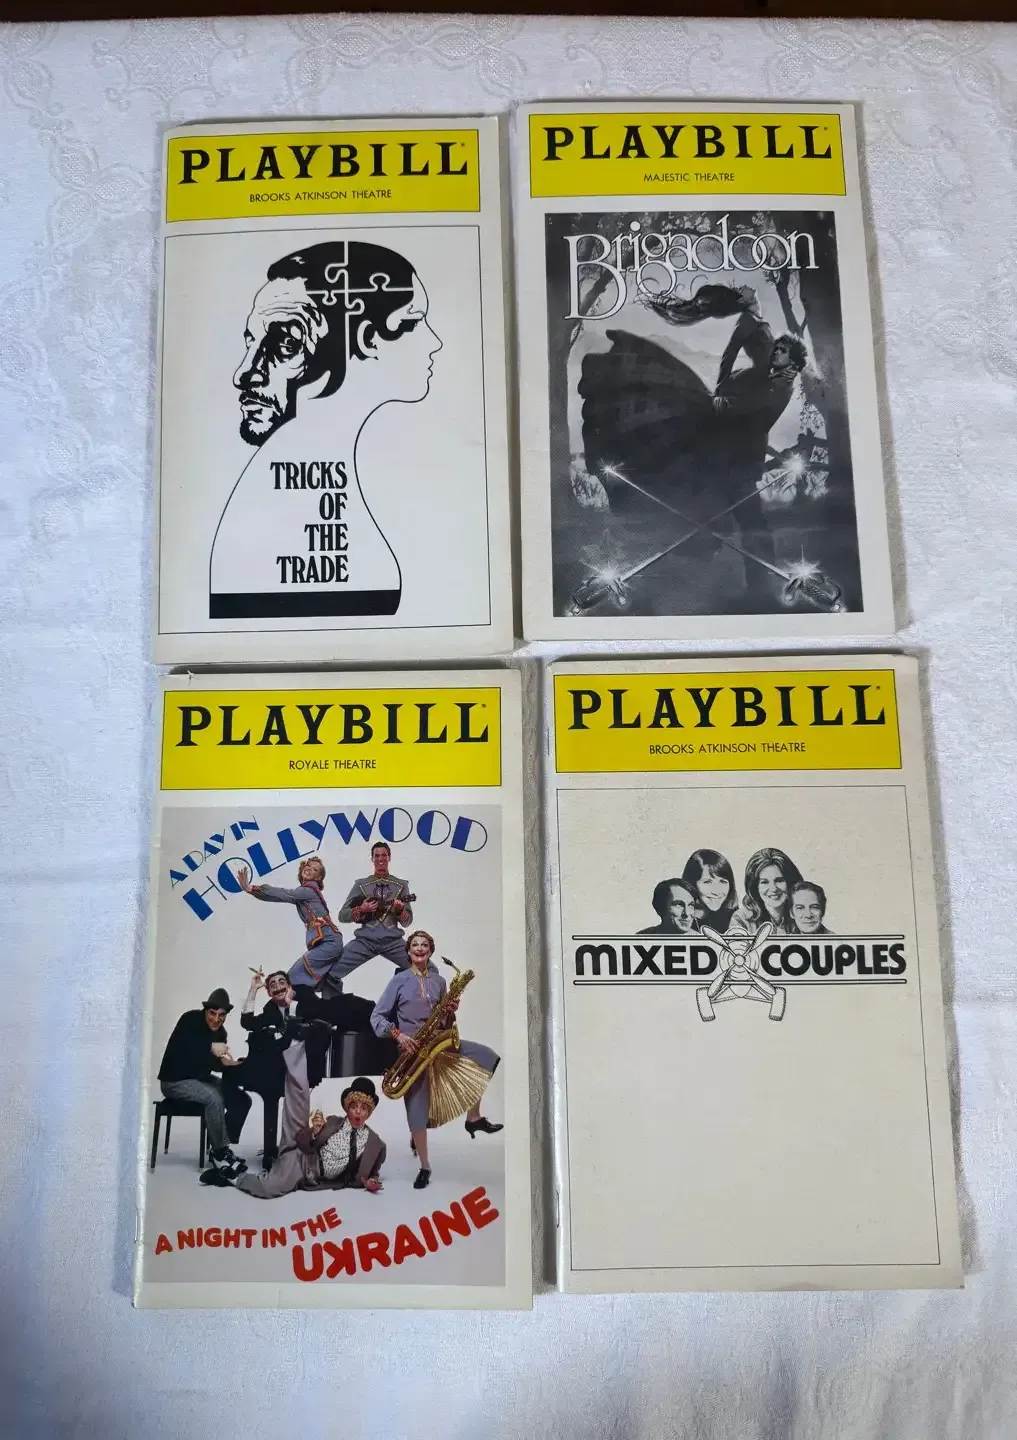 PLAYBILL®
BROOKS ATKINSON THEATRE
TRICKS
OF
THE
TRADE
PLAYBILL®
MAJESTIC THEATRE
Brigadoon
PLAYBILL®
ROYALE THEATRE
A DAY IN
HOLLYWOOD
A NIGHT IN THE
UKRAINE
PLAYBILL®
BROOKS ATKINSON THEATRE
MIXED COUPLES